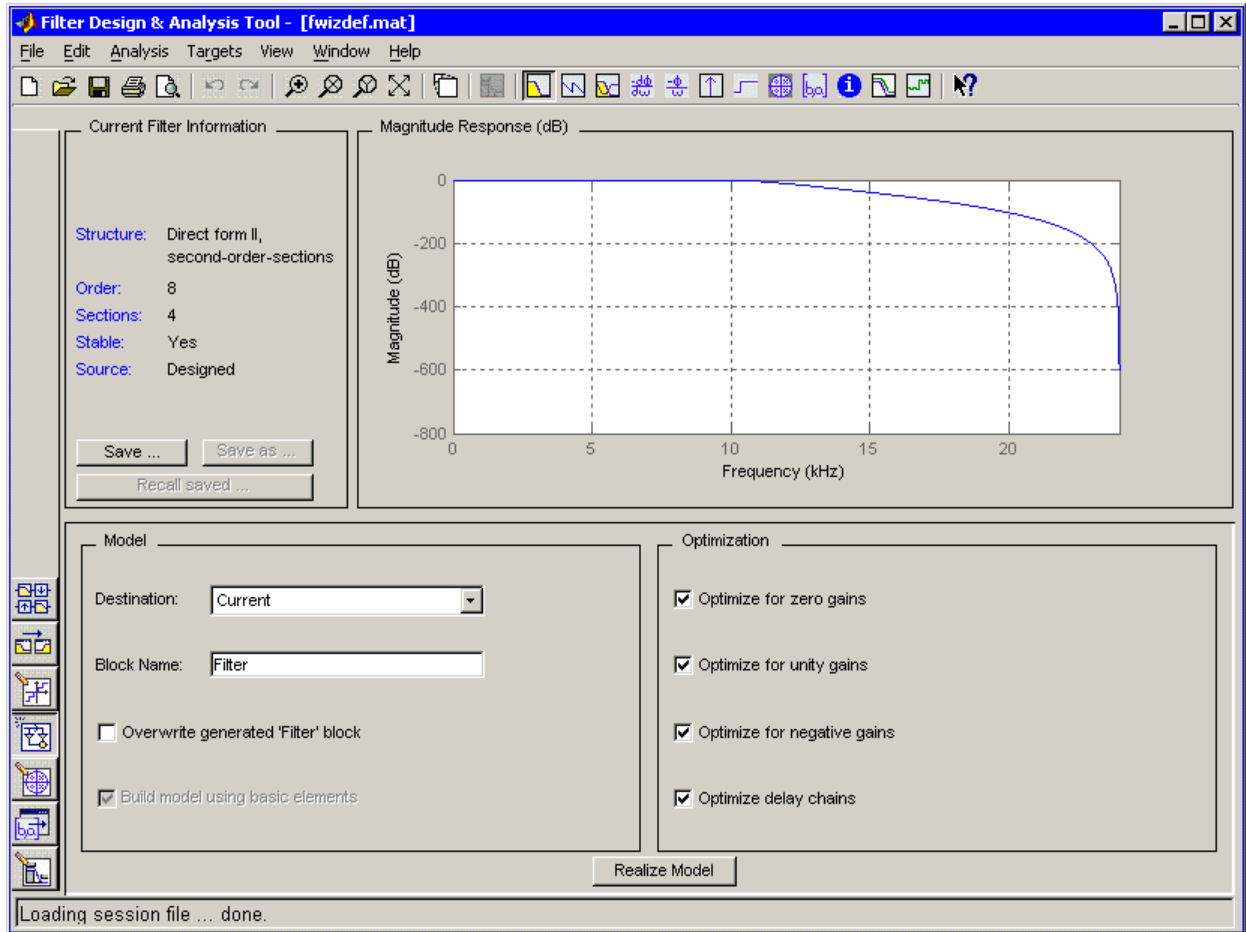 Filter Design & Analysis Tool - [fwizdef.mat]
File Edit Analysis Targets View Window Help
Current Filter Information
Structure: Direct form II,
second-order-sections
Order: 8
Sections: 4
Stable: Yes
Source: Designed
Save ... Save as ...
Recall saved ...
Magnitude Response (dB)
0
-200
-400
-600
-800
Magnitude (dB)
0 5 10 15 20
Frequency (kHz)
Model
Destination: Current
Block Name: Filter
Overwrite generated 'Filter' block
Build model using basic elements
Optimization
Optimize for zero gains
Optimize for unity gains
Optimize for negative gains
Optimize delay chains
Realize Model
Loading session file ... done.